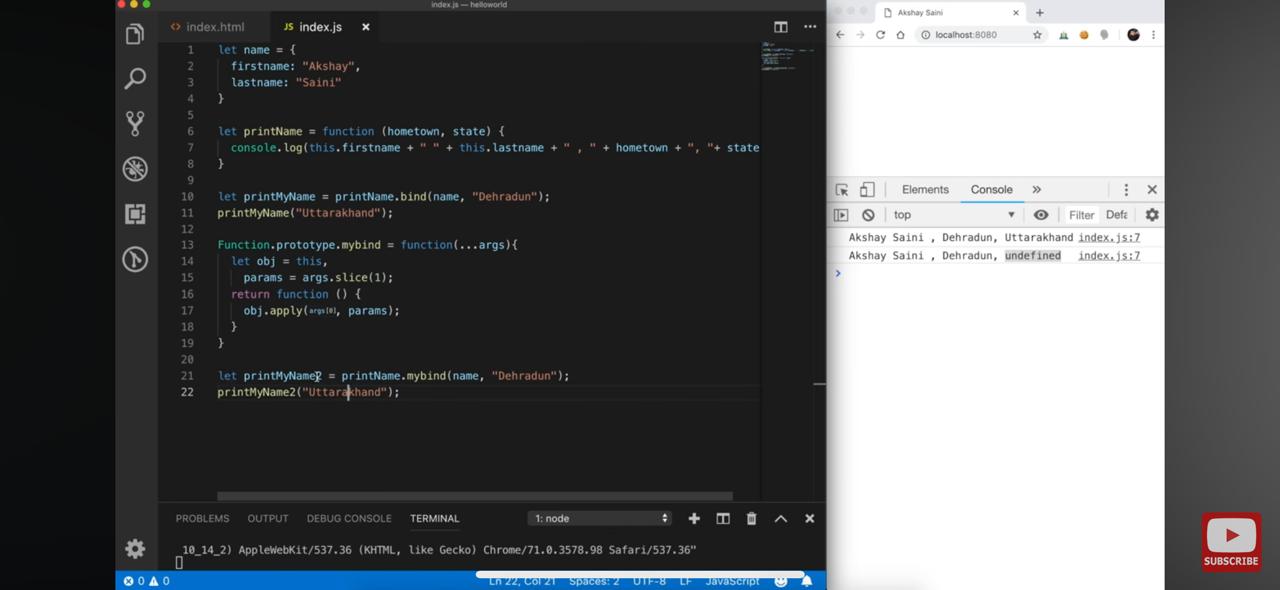 index.js — helloworld
index.html
JS index.js
1 let name = {
2 firstname: "Akshay",
3 lastname: "Saini"
4 }
5
6 let printName = function (hometown, state) {
7 console.log(this.firstname + " " + this.lastname + " , " + hometown + ", "+ state
8 }
9
10 let printMyName = printName.bind(name, "Dehradun");
11 printMyName("Uttarakhand");
12
13 Function.prototype.mybind = function(...args){
14 let obj = this,
15 params = args.slice(1);
16 return function () {
17 obj.apply(args[0], params);
18 }
19 }
20
21 let printMyName2 = printName.mybind(name, "Dehradun");
22 printMyName2("Uttarakhand");
PROBLEMS OUTPUT DEBUG CONSOLE TERMINAL 1: node
10_14_2) AppleWebKit/537.36 (KHTML, like Gecko) Chrome/71.0.3578.98 Safari/537.36"
0 0 Ln 22, Col 21 Spaces: 2 UTF-8 LF JavaScript
Akshay Saini
localhost:8080
Elements Console »
top Filter Defa
Akshay Saini , Dehradun, Uttarakhand index.js:7
Akshay Saini , Dehradun, undefined index.js:7
SUBSCRIBE